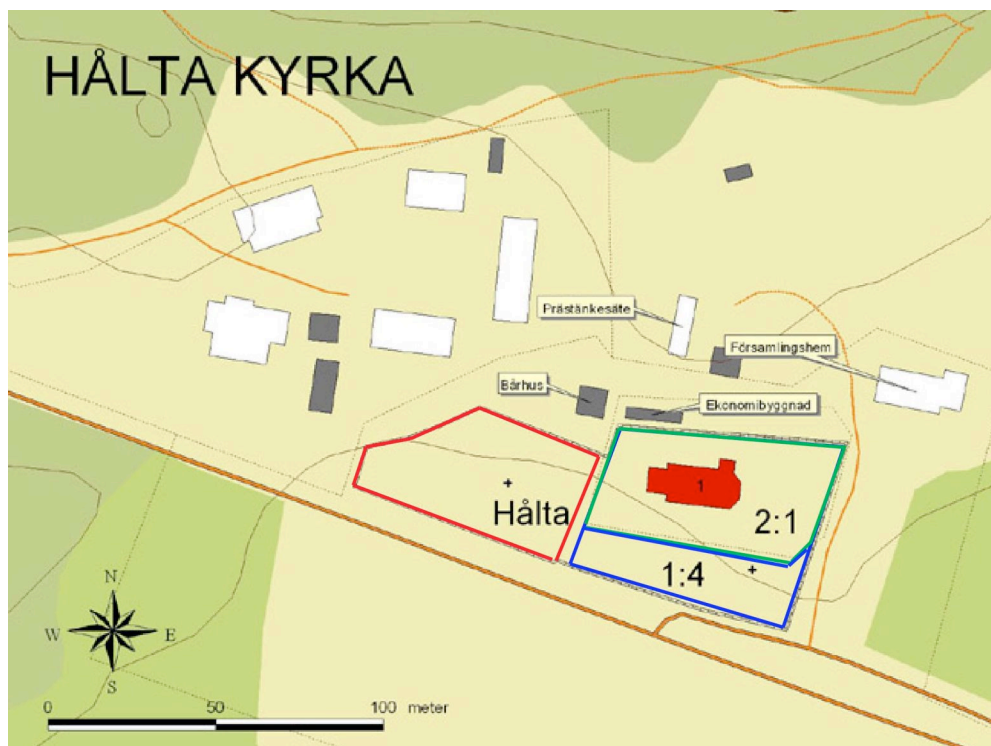 HÅLTA KYRKA
Prästänkesäte
Församlingshem
Bårhus
Ekonomibyggnad
1
Hålta
2:1
1:4
N
W
E
S
0
50
100 meter